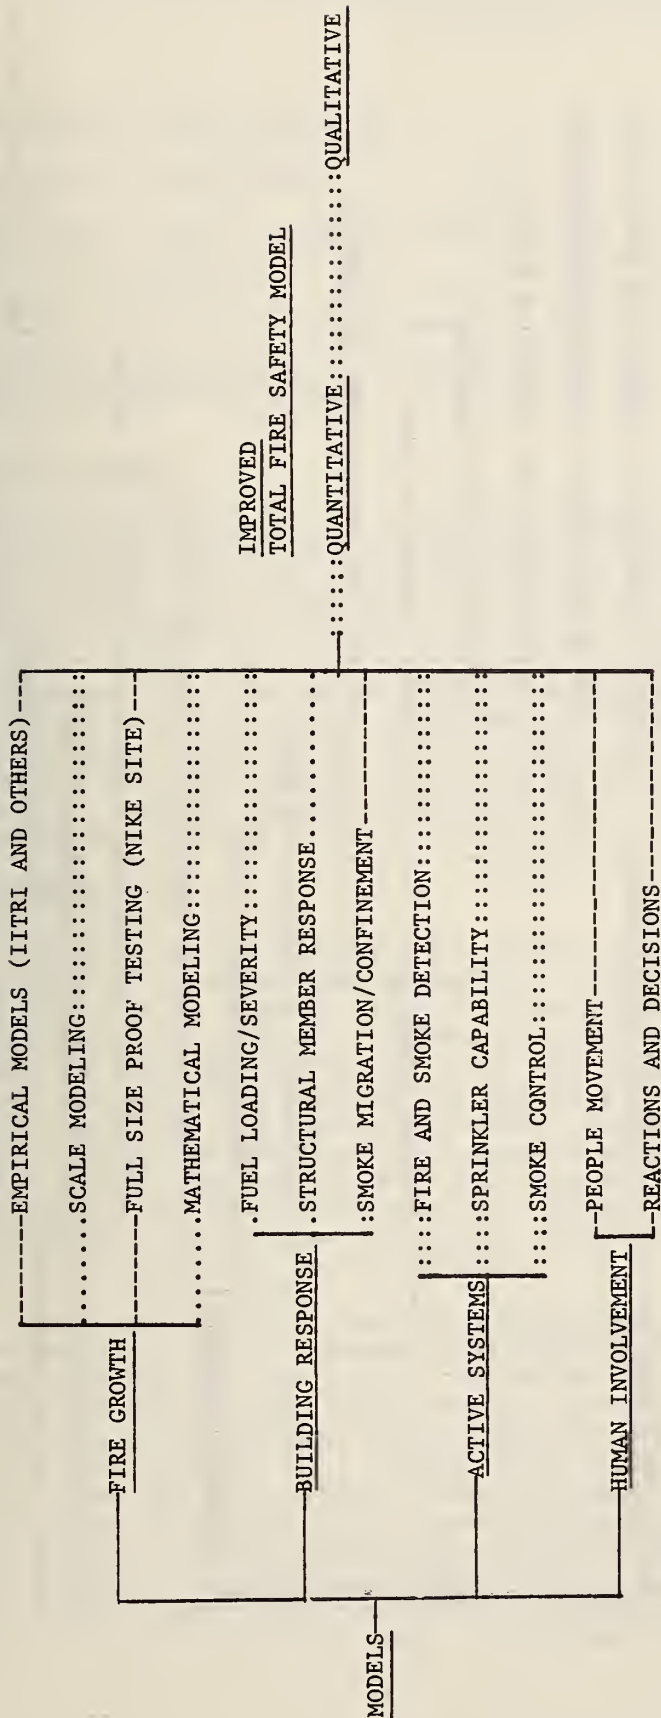 MODELS
FIRE GROWTH
EMPIRICAL MODELS (IITRI AND OTHERS)
SCALE MODELING
FULL SIZE PROOF TESTING (NIKE SITE)
MATHEMATICAL MODELING
BUILDING RESPONSE
FUEL LOADING/SEVERITY
STRUCTURAL MEMBER RESPONSE
SMOKE MIGRATION/CONFINEMENT
ACTIVE SYSTEMS
FIRE AND SMOKE DETECTION
SPRINKLER CAPABILITY
SMOKE CONTROL
HUMAN INVOLVEMENT
PEOPLE MOVEMENT
REACTIONS AND DECISIONS
IMPROVED
TOTAL FIRE SAFETY MODEL
QUANTITATIVE
QUALITATIVE